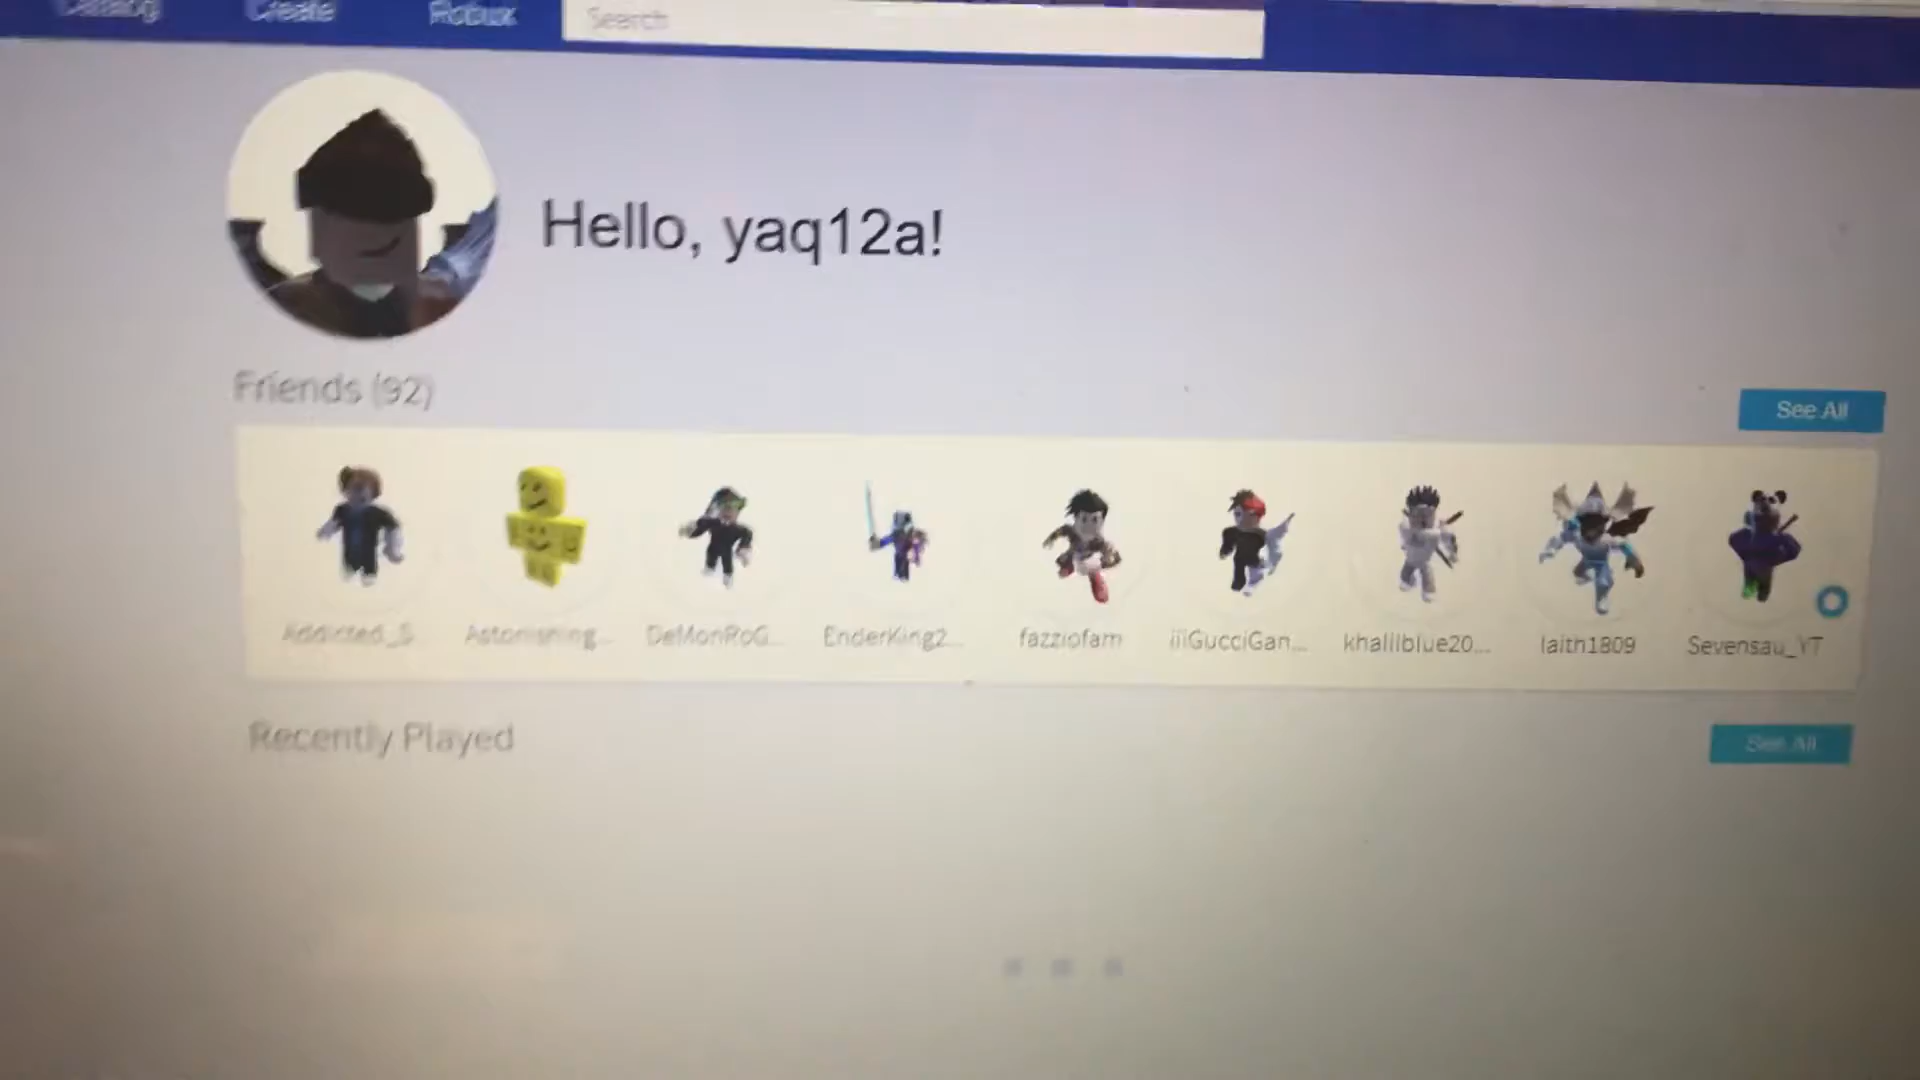 Catalog Create Robux Search
Hello, yaq12a!
Friends (92)
See All
Addicted_S Astonishing... DeMonRoG... EnderKing2... fazziofam iiiGucciGan... khalilblue20... laith1809 Sevensau_YT
Recently Played
See All